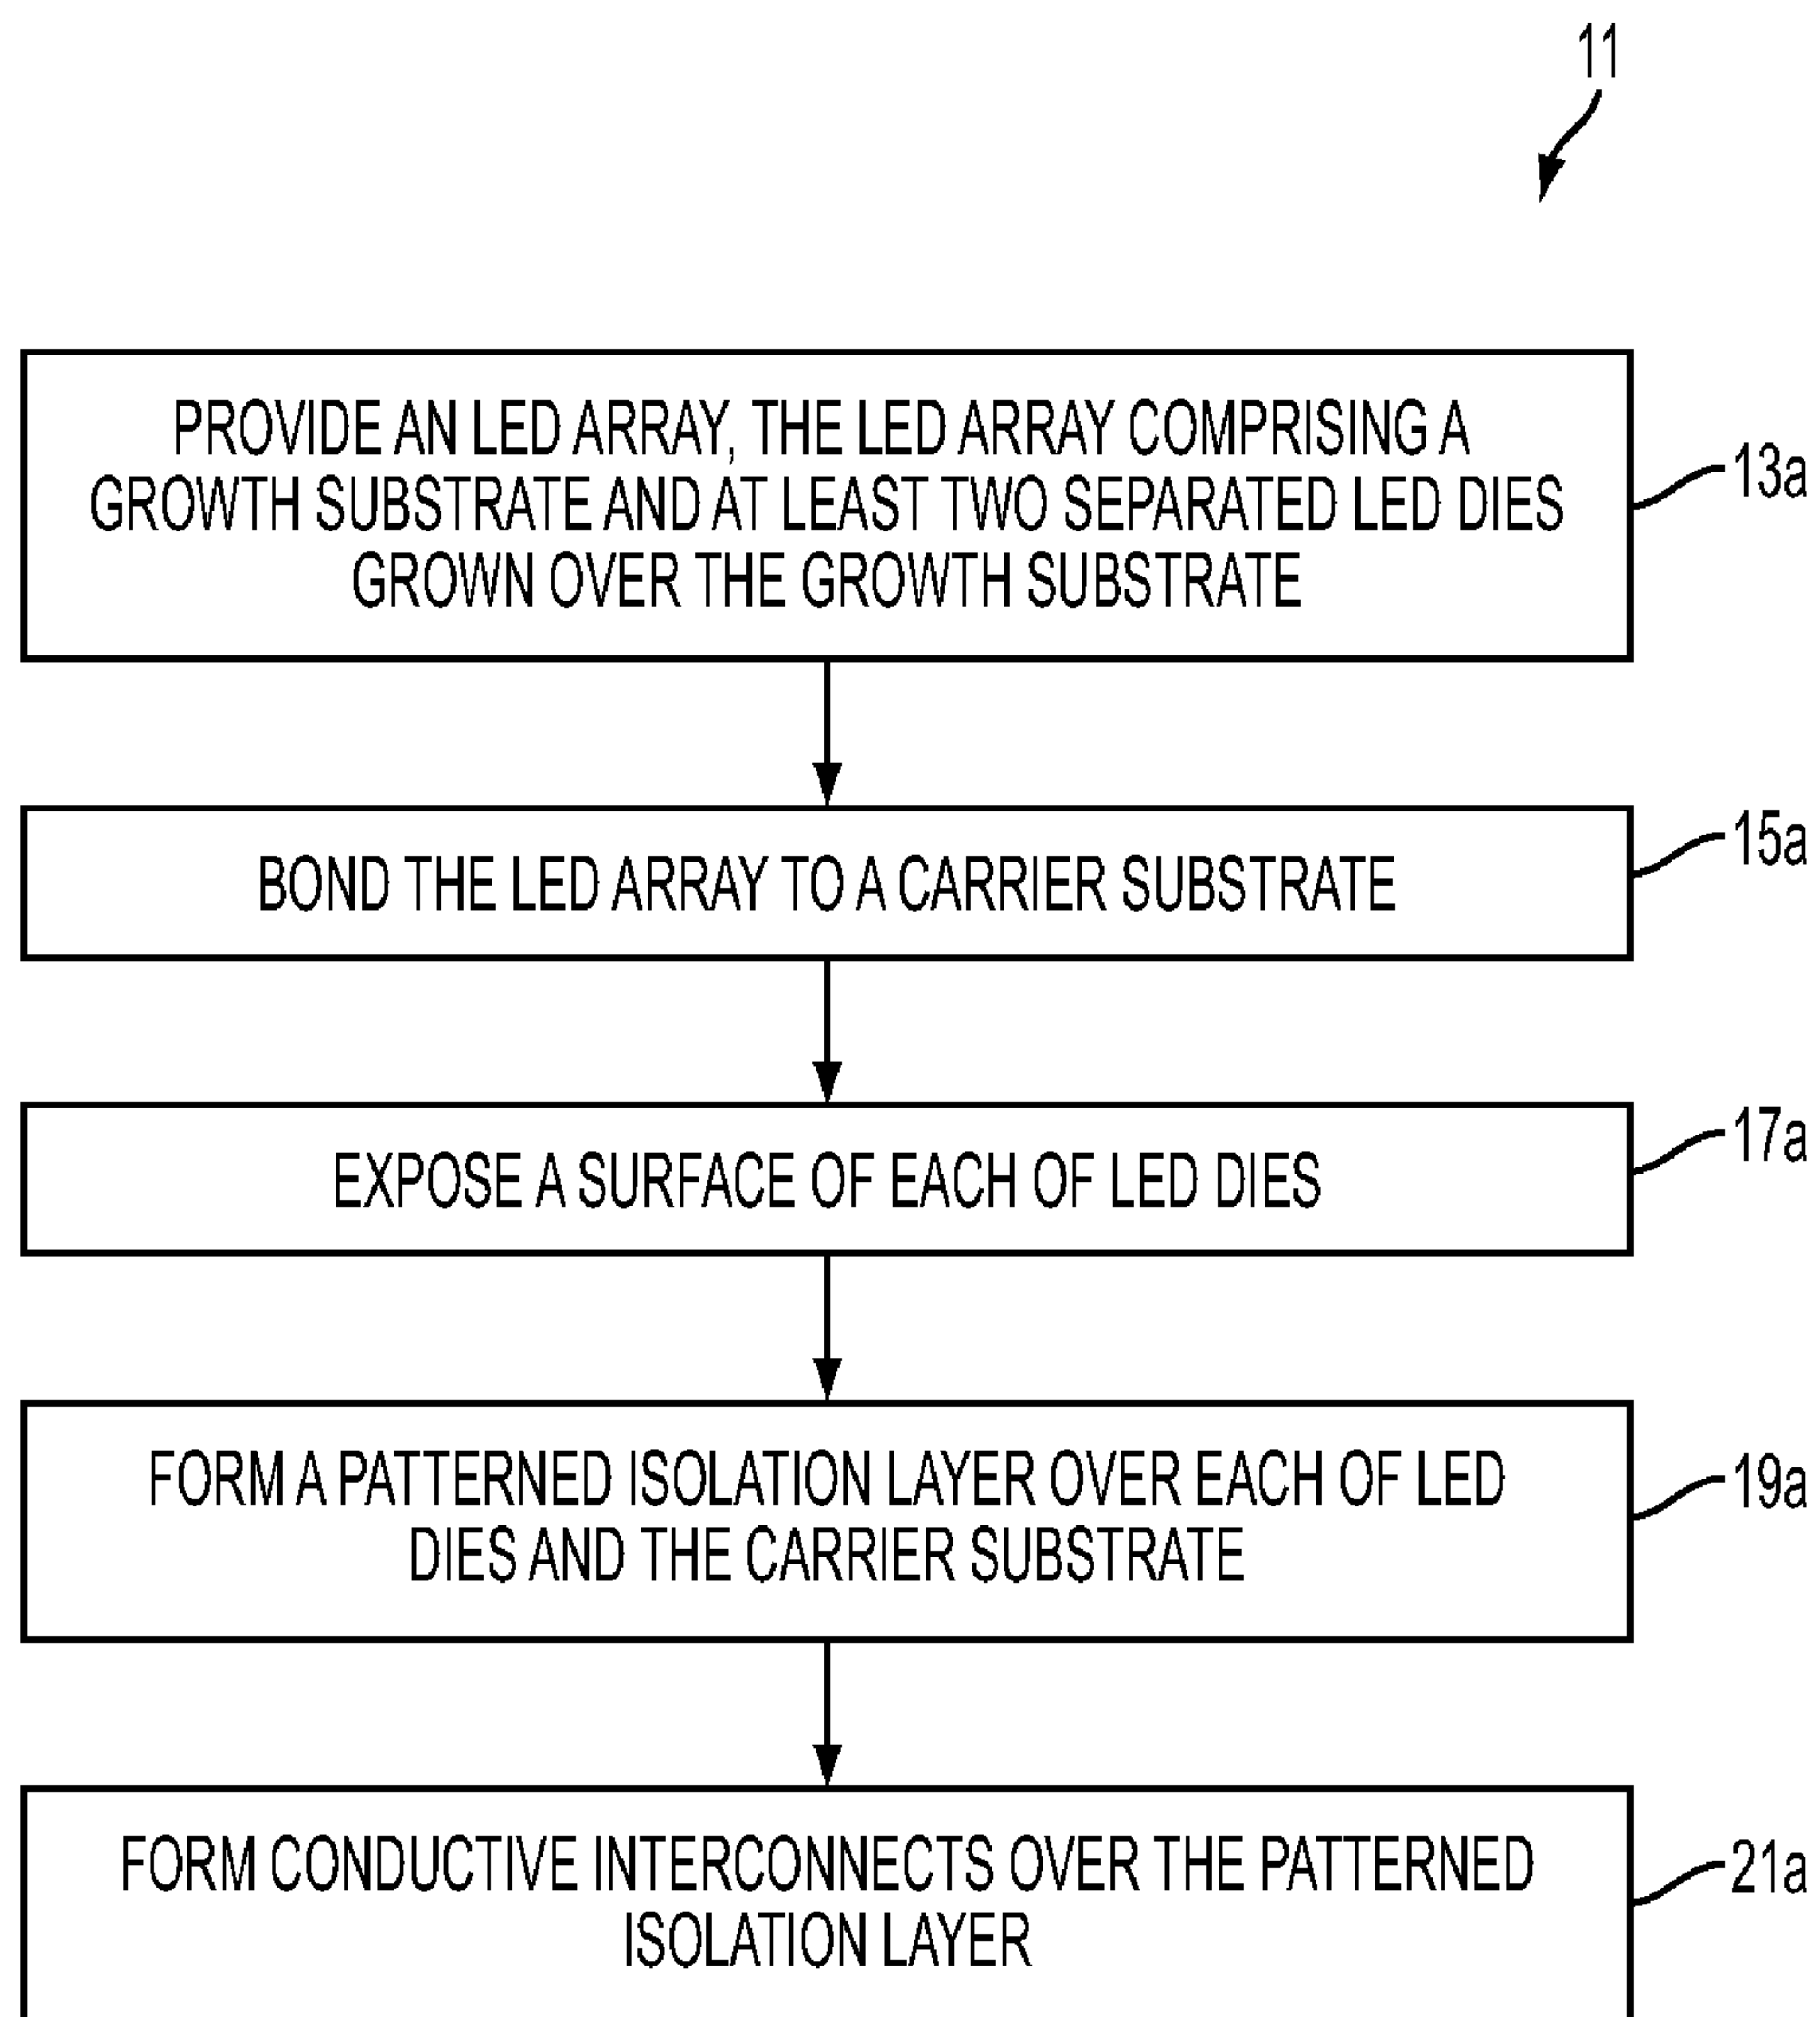 11
PROVIDE AN LED ARRAY, THE LED ARRAY COMPRISING A
GROWTH SUBSTRATE AND AT LEAST TWO SEPARATED LED DIES
GROWN OVER THE GROWTH SUBSTRATE
13a
BOND THE LED ARRAY TO A CARRIER SUBSTRATE
15a
EXPOSE A SURFACE OF EACH OF LED DIES
17a
FORM A PATTERNED ISOLATION LAYER OVER EACH OF LED
DIES AND THE CARRIER SUBSTRATE
19a
FORM CONDUCTIVE INTERCONNECTS OVER THE PATTERNED
ISOLATION LAYER
21a